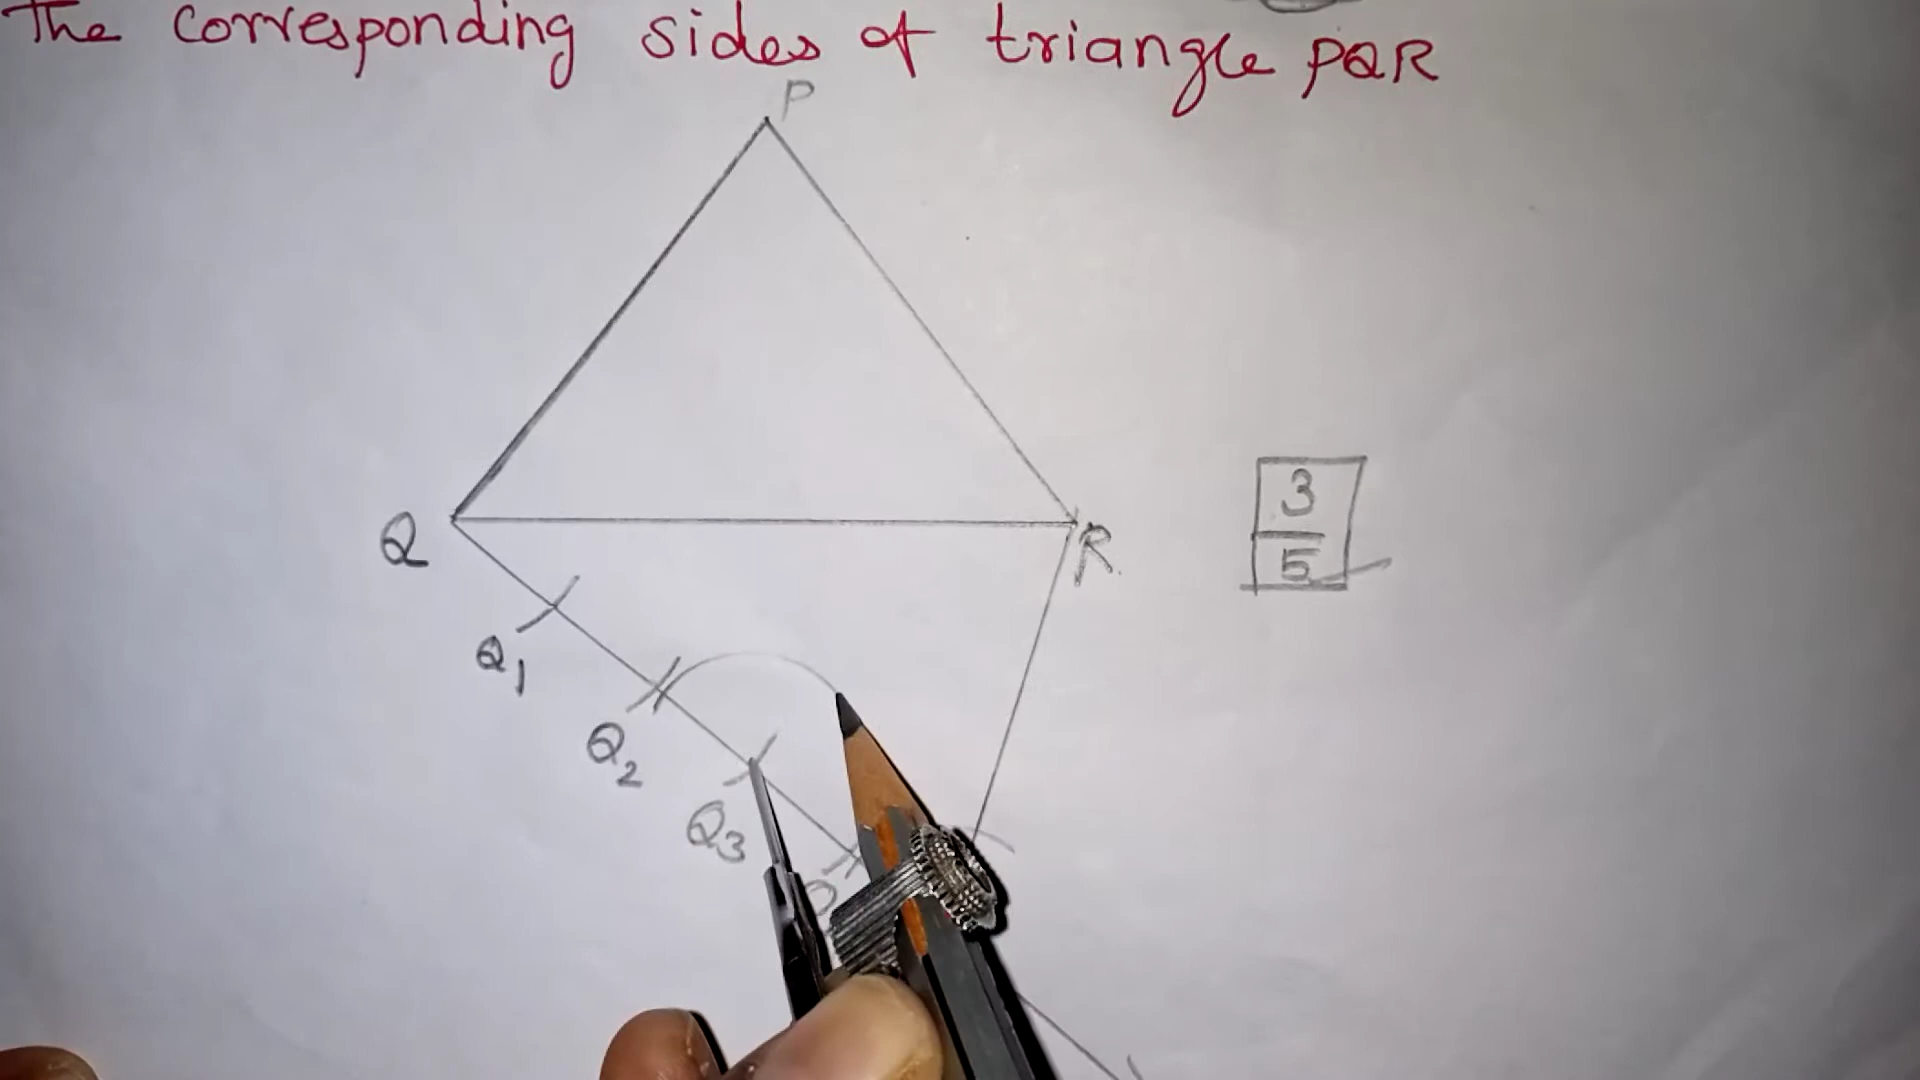 The corresponding sides of triangle PQR
P
Q
R
3
5
Q1
Q2
Q3